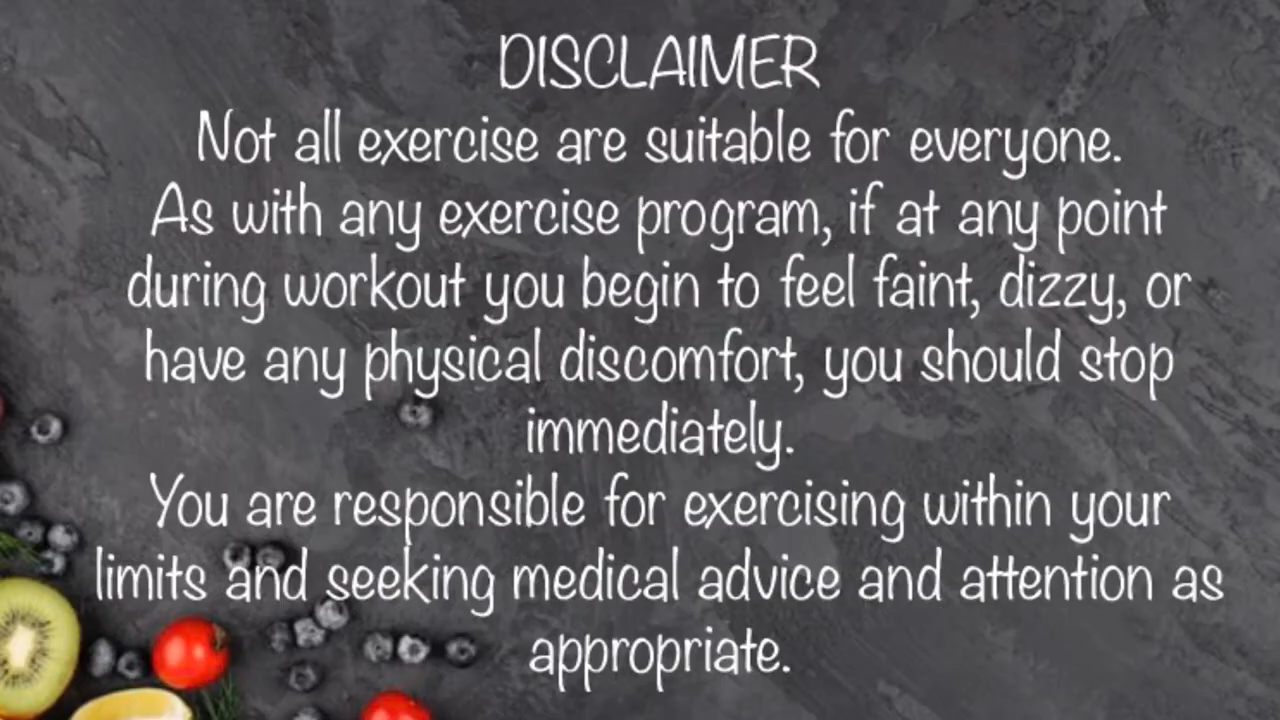 DISCLAIMER
Not all exercise are suitable for everyone.
As with any exercise program, if at any point
during workout you begin to feel faint, dizzy, or
have any physical discomfort, you should stop
immediately.
You are responsible for exercising within your
limits and seeking medical advice and attention as
appropriate.